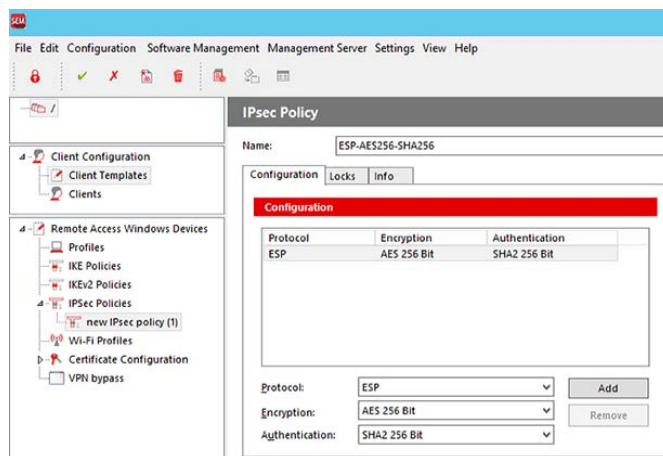 SEM
File Edit Configuration Software Management Management Server Settings View Help
/
IPsec Policy
Name: ESP-AES256-SHA256
Client Configuration
Client Templates
Clients
Configuration Locks Info
Configuration
Protocol Encryption Authentication
ESP AES 256 Bit SHA2 256 Bit
Remote Access Windows Devices
Profiles
IKE Policies
IKEv2 Policies
IPSec Policies
new IPsec policy (1)
Wi-Fi Profiles
Certificate Configuration
VPN bypass
Protocol: ESP Add
Encryption: AES 256 Bit Remove
Authentication: SHA2 256 Bit